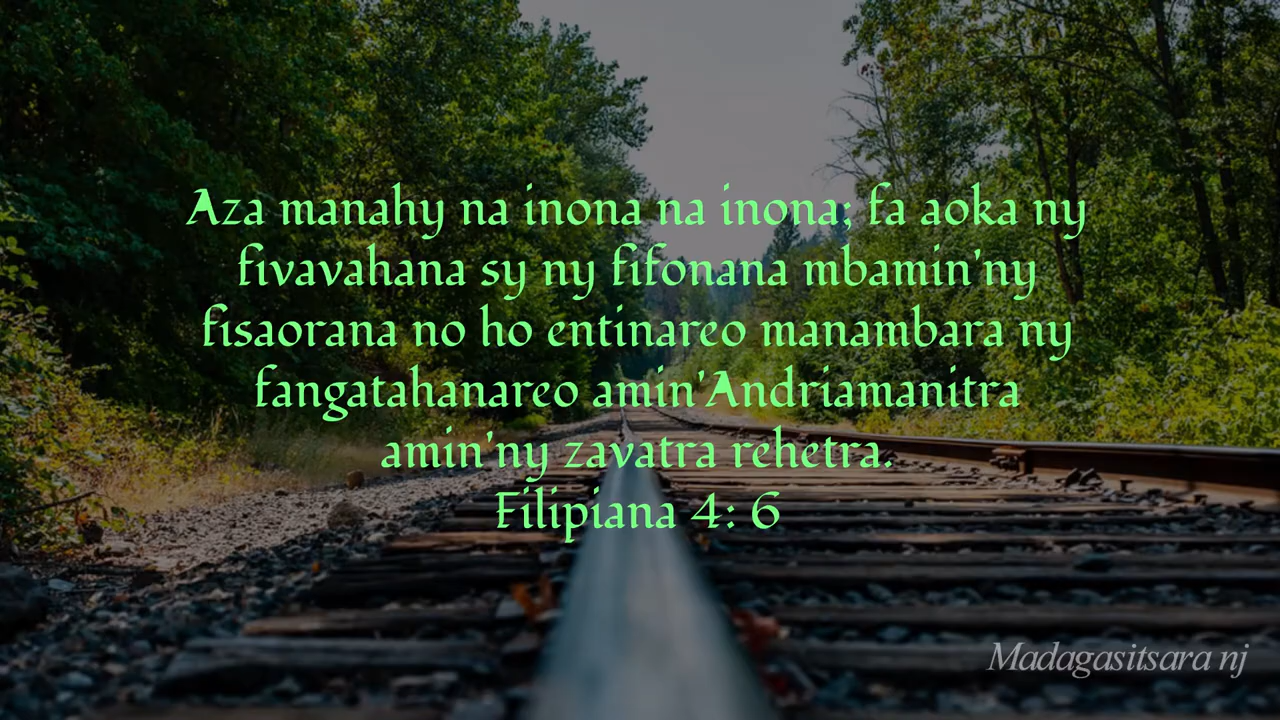 Aza manahy na inona na inona; fa aoka ny
fivavahana sy ny fifonana mbamin'ny
fisaorana no ho entinareo manambara ny
fangatahanareo amin'Andriamanitra
amin'ny zavatra rehetra.
Filipiana 4: 6
Madagasitsara nj